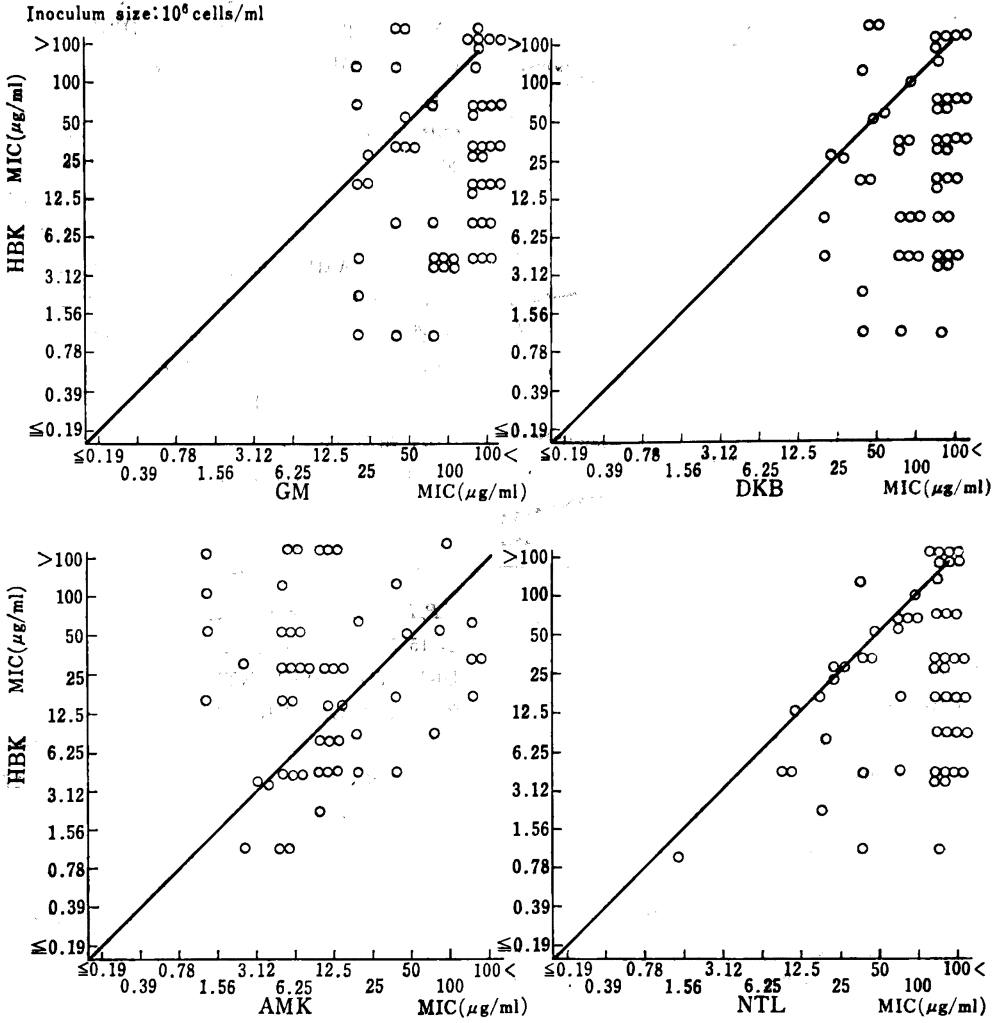 Inoculum size: 10⁶ cells/ml
HBK MIC (μg/ml)
>100
100
50
25
12.5
6.25
3.12
1.56
0.78
0.39
≦0.19
≦0.19 0.78 3.12 12.5 50 100<
0.39 1.56 6.25 25 100
GM MIC(μg/ml)
>100
100
50
25
12.5
6.25
3.12
1.56
0.78
0.39
≦0.19
≦0.19 0.78 3.12 12.5 50 100<
0.39 1.56 6.25 25 100
DKB MIC(μg/ml)
HBK MIC (μg/ml)
>100
100
50
25
12.5
6.25
3.12
1.56
0.78
0.39
≦0.19
≦0.19 0.78 3.12 12.5 50 100<
0.39 1.56 6.25 25 100
AMK MIC(μg/ml)
>100
100
50
25
12.5
6.25
3.12
1.56
0.78
0.39
≦0.19
≦0.19 0.78 3.12 12.5 50 100<
0.39 1.56 6.25 25 100
NTL MIC(μg/ml)